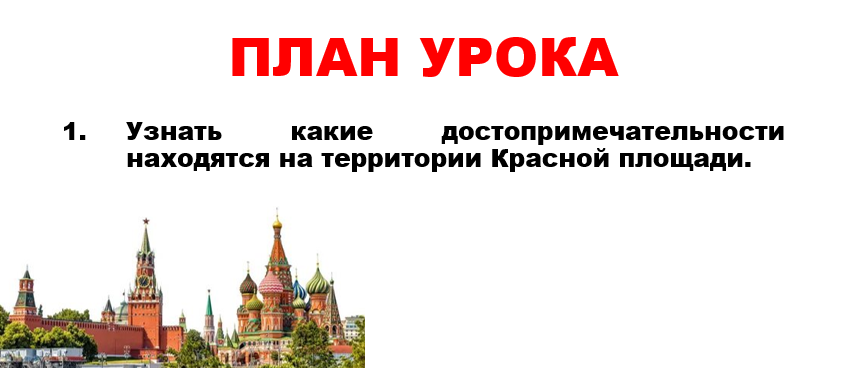 ПЛАН УРОКА
1. Узнать какие достопримечательности
находятся на территории Красной площади.